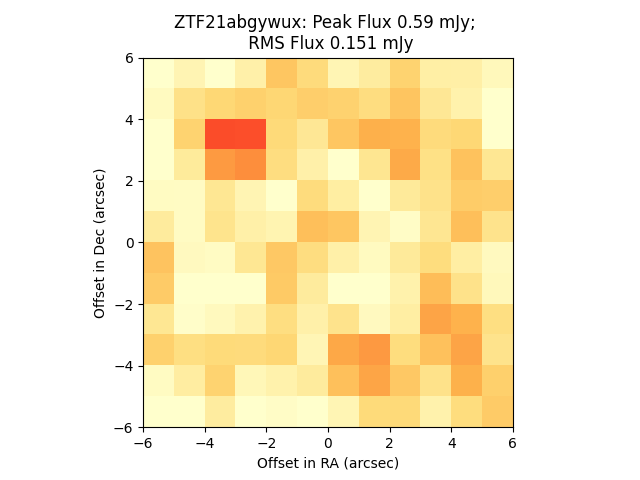 ZTF21abgywux: Peak Flux 0.59 mJy;
RMS Flux 0.151 mJy
6
4
2
0
−2
−4
−6
Offset in Dec (arcsec)
−6 −4 −2 0 2 4 6
Offset in RA (arcsec)